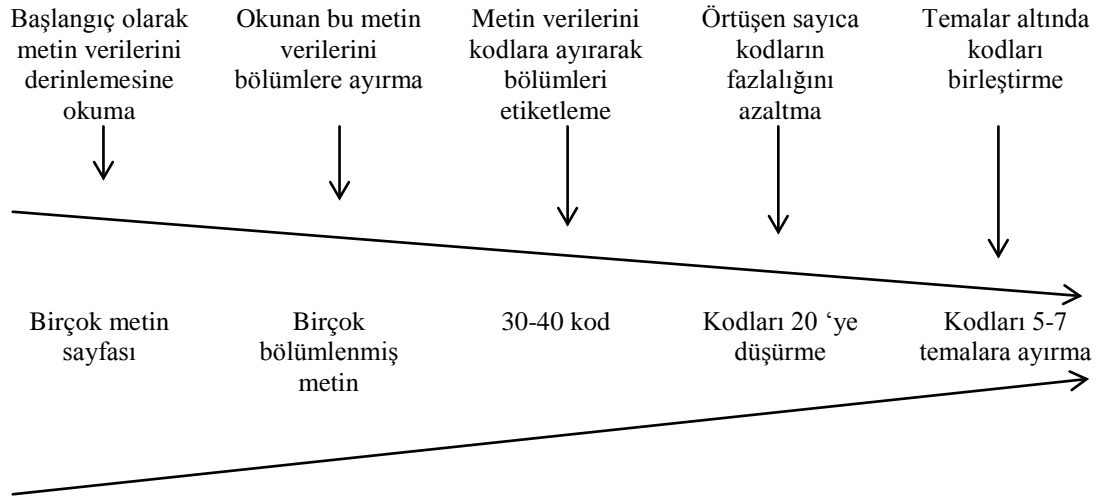 Başlangıç olarak
metin verilerini
derinlemesine
okuma
Okunan bu metin
verilerini
bölümlere ayırma
Metin verilerini
kodlara ayırarak
bölümleri
etiketleme
Örtüşen sayıca
kodların
fazlalığını
azaltma
Temalar altında
kodları
birleştirme
Birçok metin
sayfası
Birçok
bölümlenmiş
metin
30-40 kod
Kodları 20 ‘ye
düşürme
Kodları 5-7
temalara ayırma